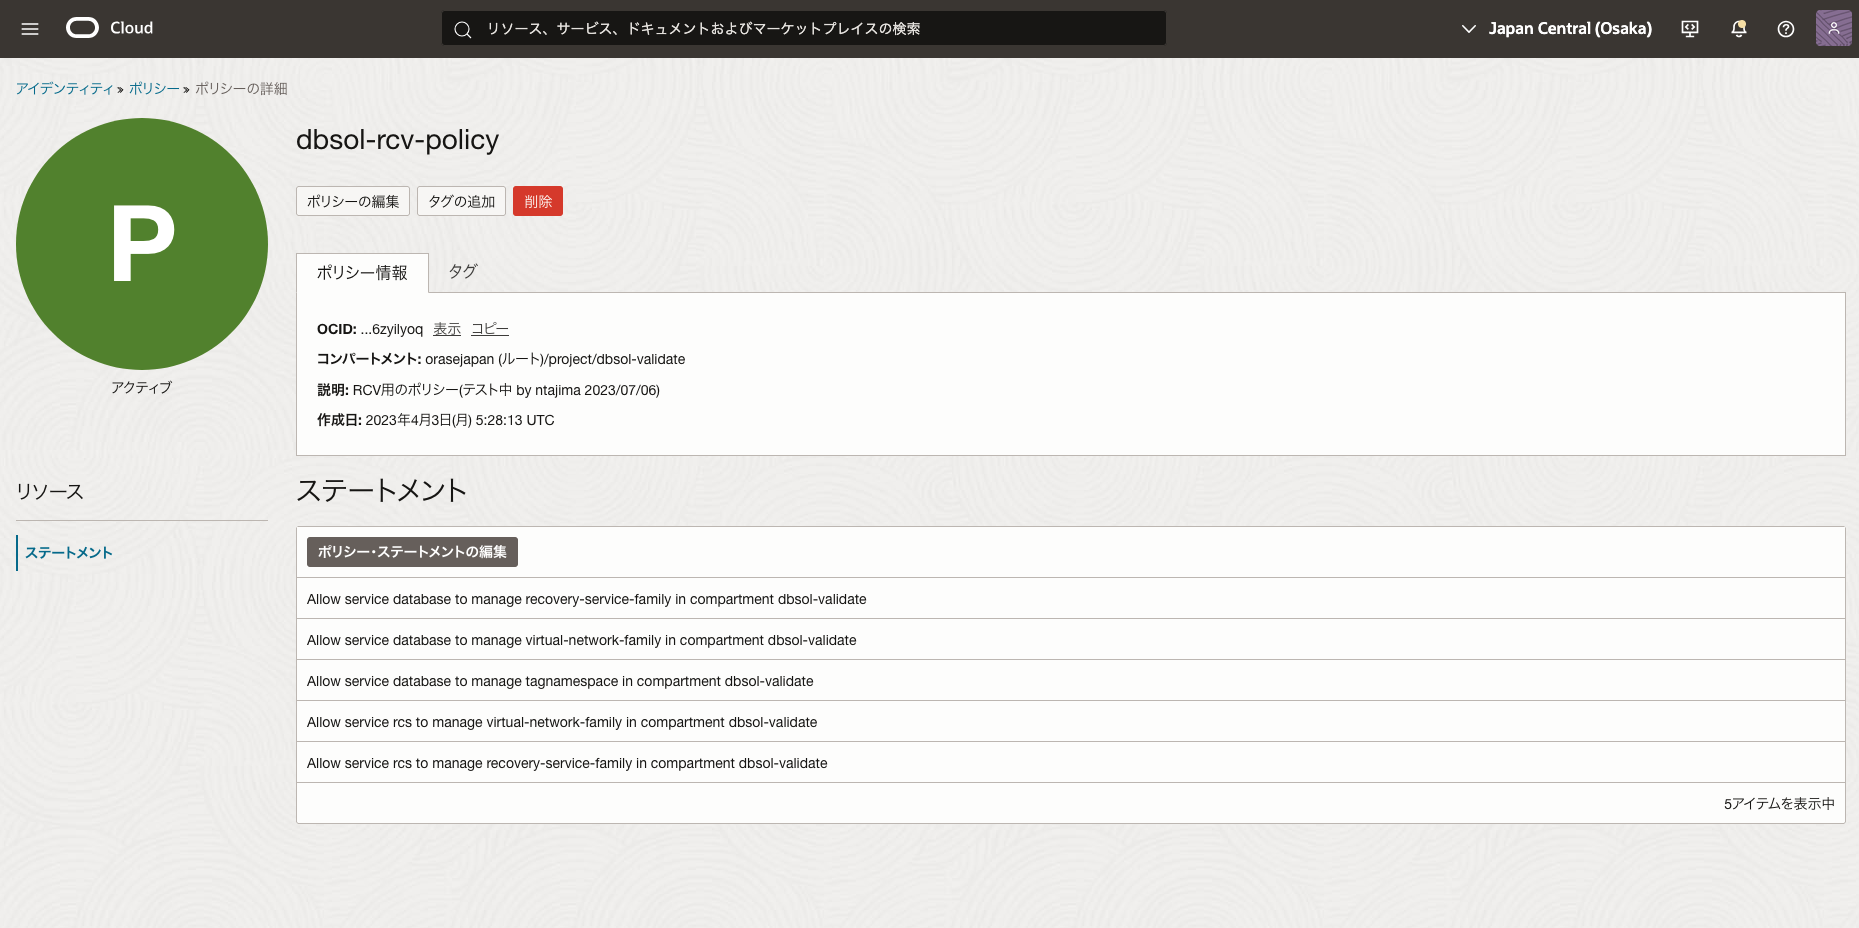 Cloud
リソース、サービス、ドキュメントおよびマーケットプレイスの検索
Japan Central (Osaka)
アイデンティティ » ポリシー » ポリシーの詳細
P
アクティブ
dbsol-rcv-policy
ポリシーの編集 タグの追加 削除
ポリシー情報 タグ
OCID: ...6zyilyoq 表示 コピー
コンパートメント: orasejapan (ルート)/project/dbsol-validate
説明: RCV用のポリシー(テスト中 by ntajima 2023/07/06)
作成日: 2023年4月3日(月) 5:28:13 UTC
リソース
ステートメント
ステートメント
ポリシー・ステートメントの編集
Allow service database to manage recovery-service-family in compartment dbsol-validate
Allow service database to manage virtual-network-family in compartment dbsol-validate
Allow service database to manage tagnamespace in compartment dbsol-validate
Allow service rcs to manage virtual-network-family in compartment dbsol-validate
Allow service rcs to manage recovery-service-family in compartment dbsol-validate
5アイテムを表示中